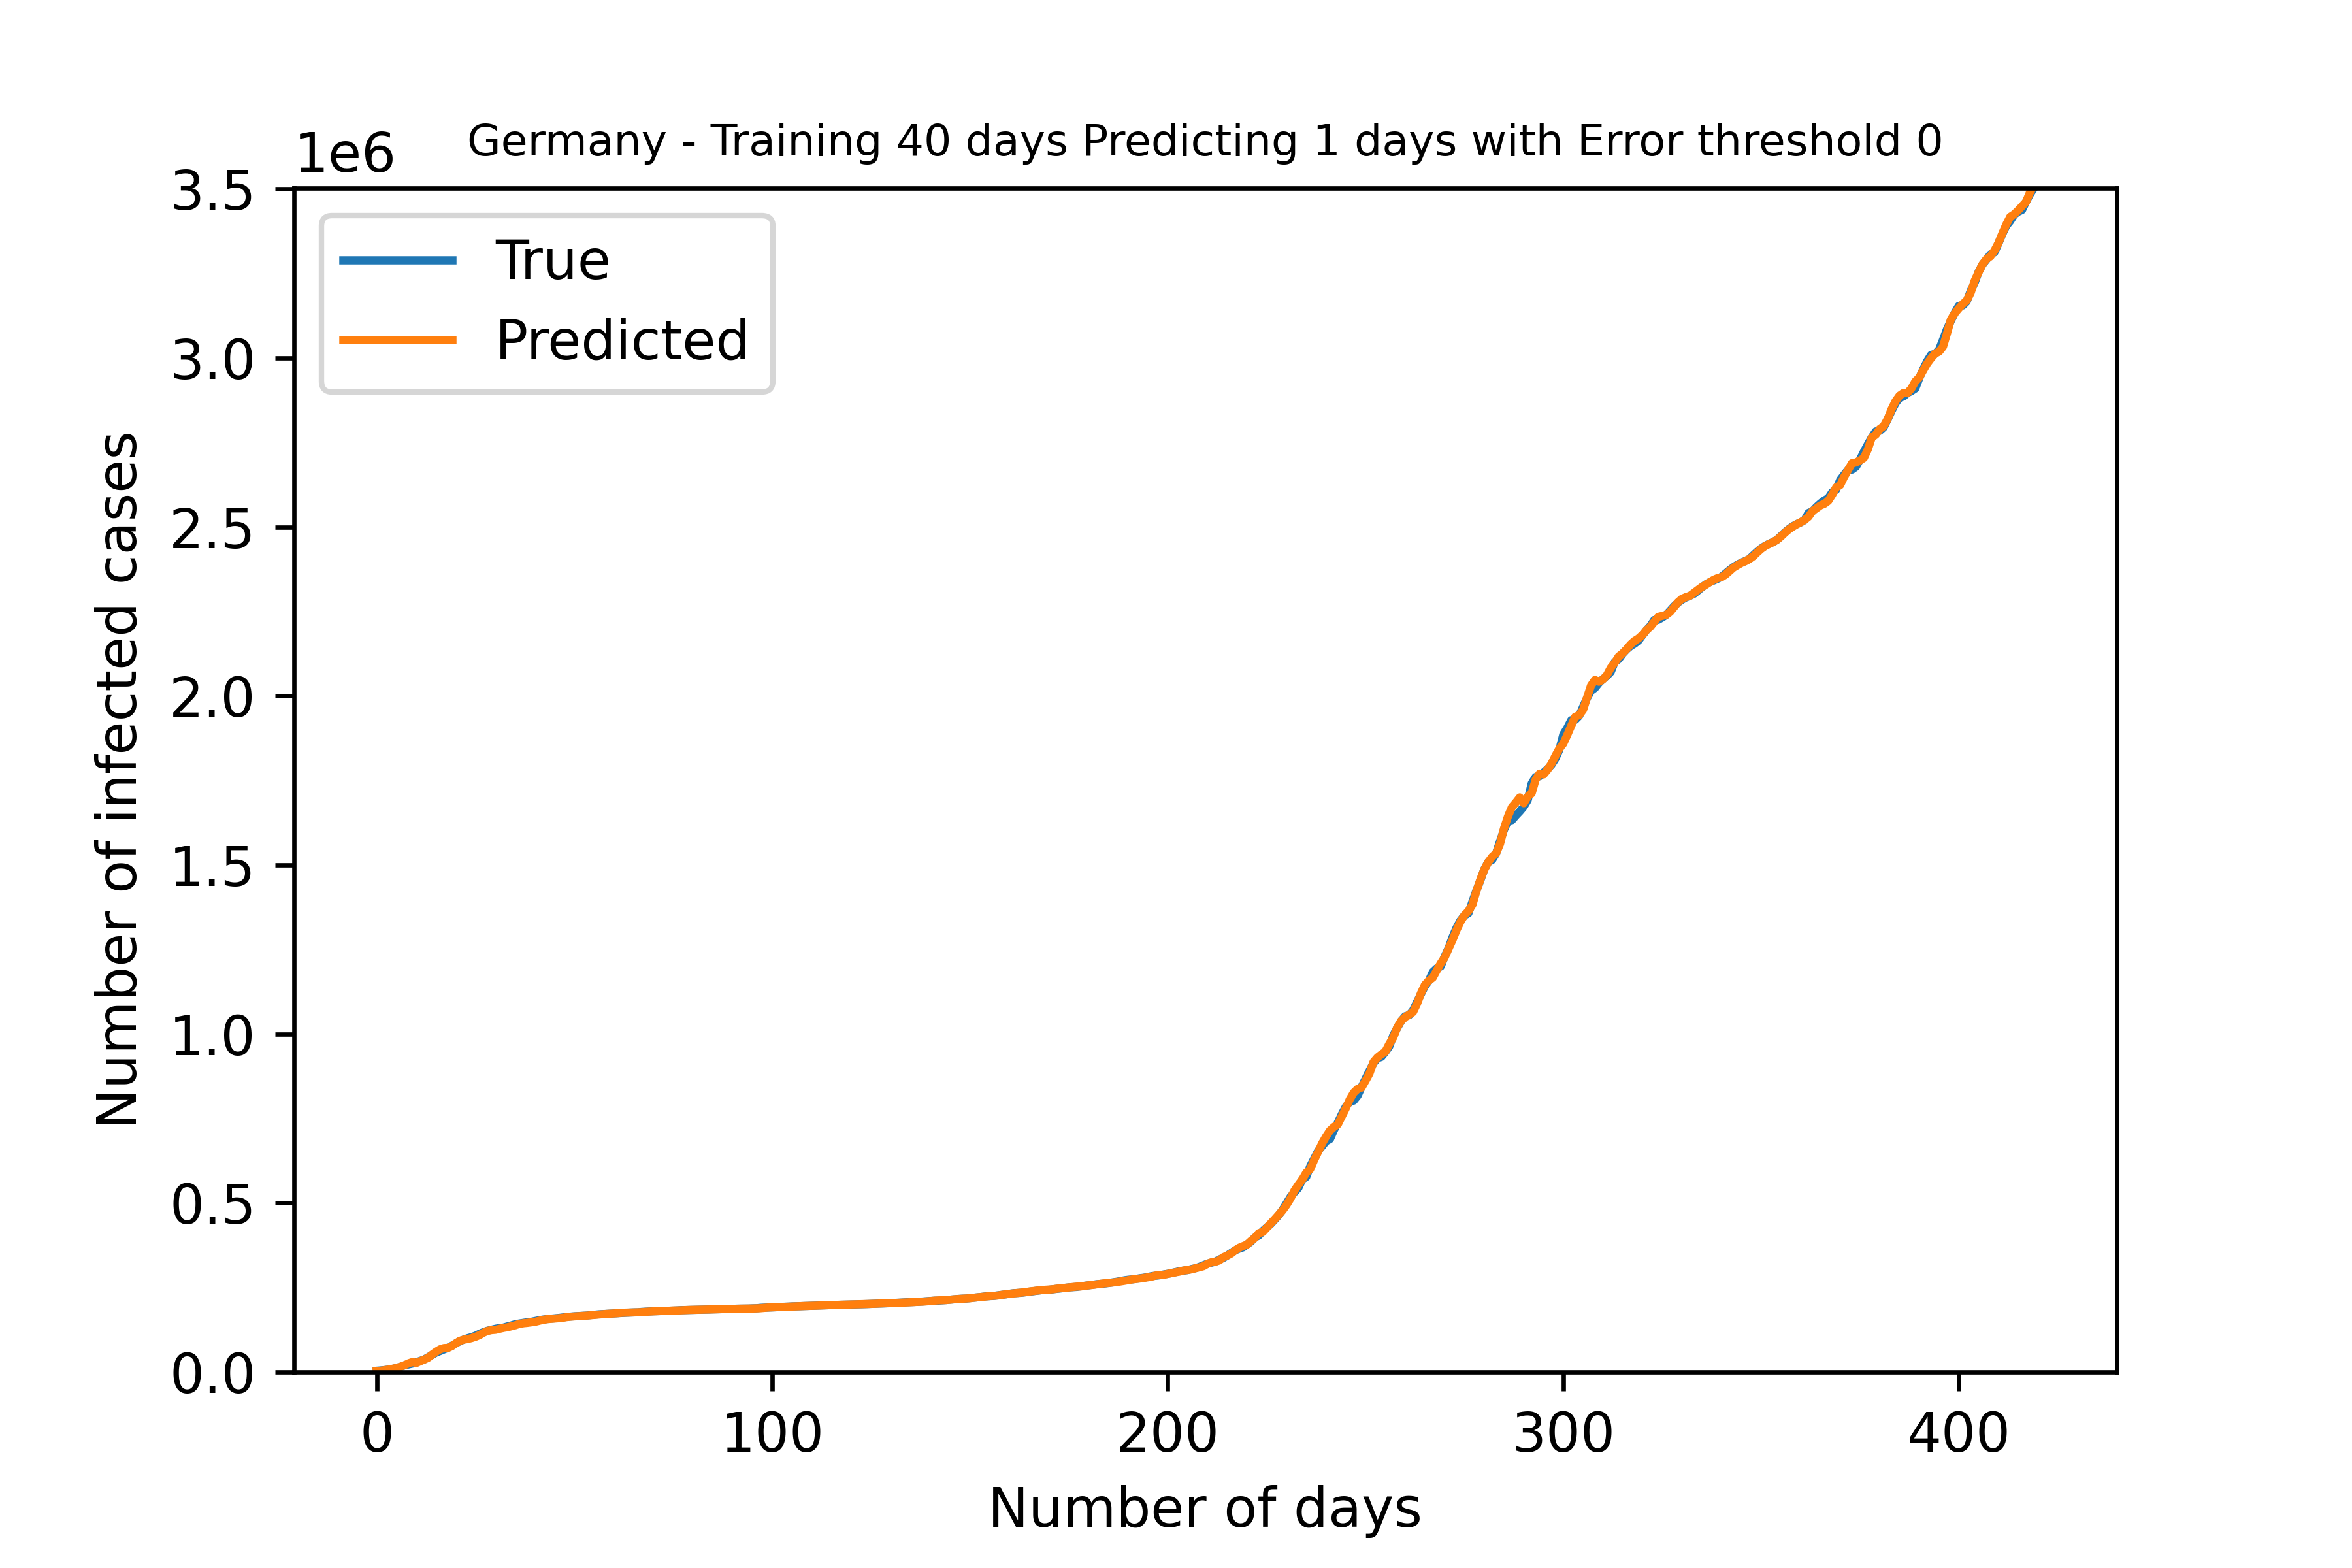 Germany - Training 40 days Predicting 1 days with Error threshold 0
1e6
3.5
3.0
2.5
2.0
1.5
1.0
0.5
0.0
True
Predicted
Number of infected cases
0 100 200 300 400
Number of days